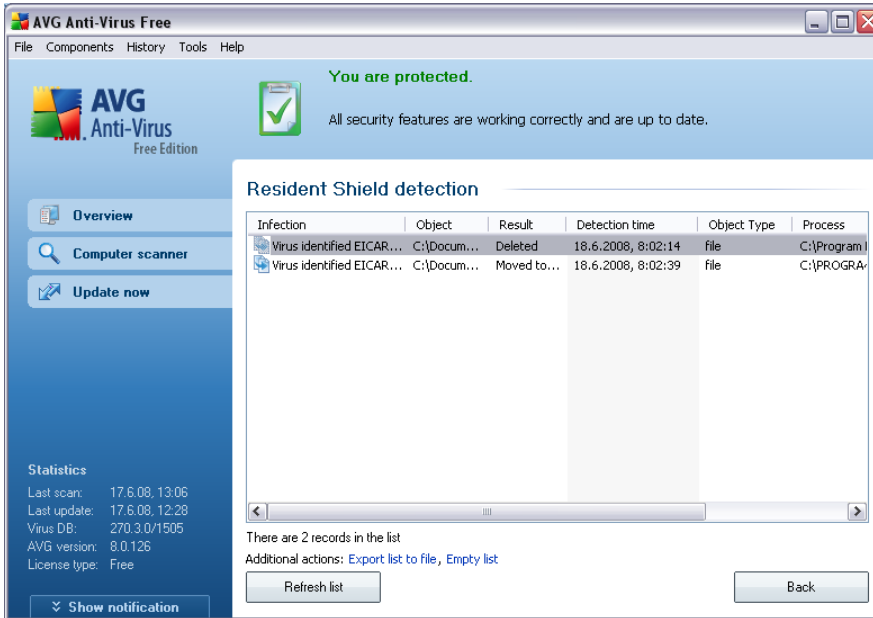 AVG Anti-Virus Free
File Components History Tools Help
AVG
Anti-Virus
Free Edition
You are protected.
All security features are working correctly and are up to date.
Overview
Computer scanner
Update now
Resident Shield detection
Infection Object Result Detection time Object Type Process
Virus identified EICAR... C:\Docum... Deleted 18.6.2008, 8:02:14 file C:\Program
Virus identified EICAR... C:\Docum... Moved to... 18.6.2008, 8:02:39 file C:\PROGRA
There are 2 records in the list
Additional actions: Export list to file, Empty list
Refresh list Back
Statistics
Last scan: 17.6.08, 13:06
Last update: 17.6.08, 12:28
Virus DB: 270.3.0/1505
AVG version: 8.0.126
License type: Free
Show notification